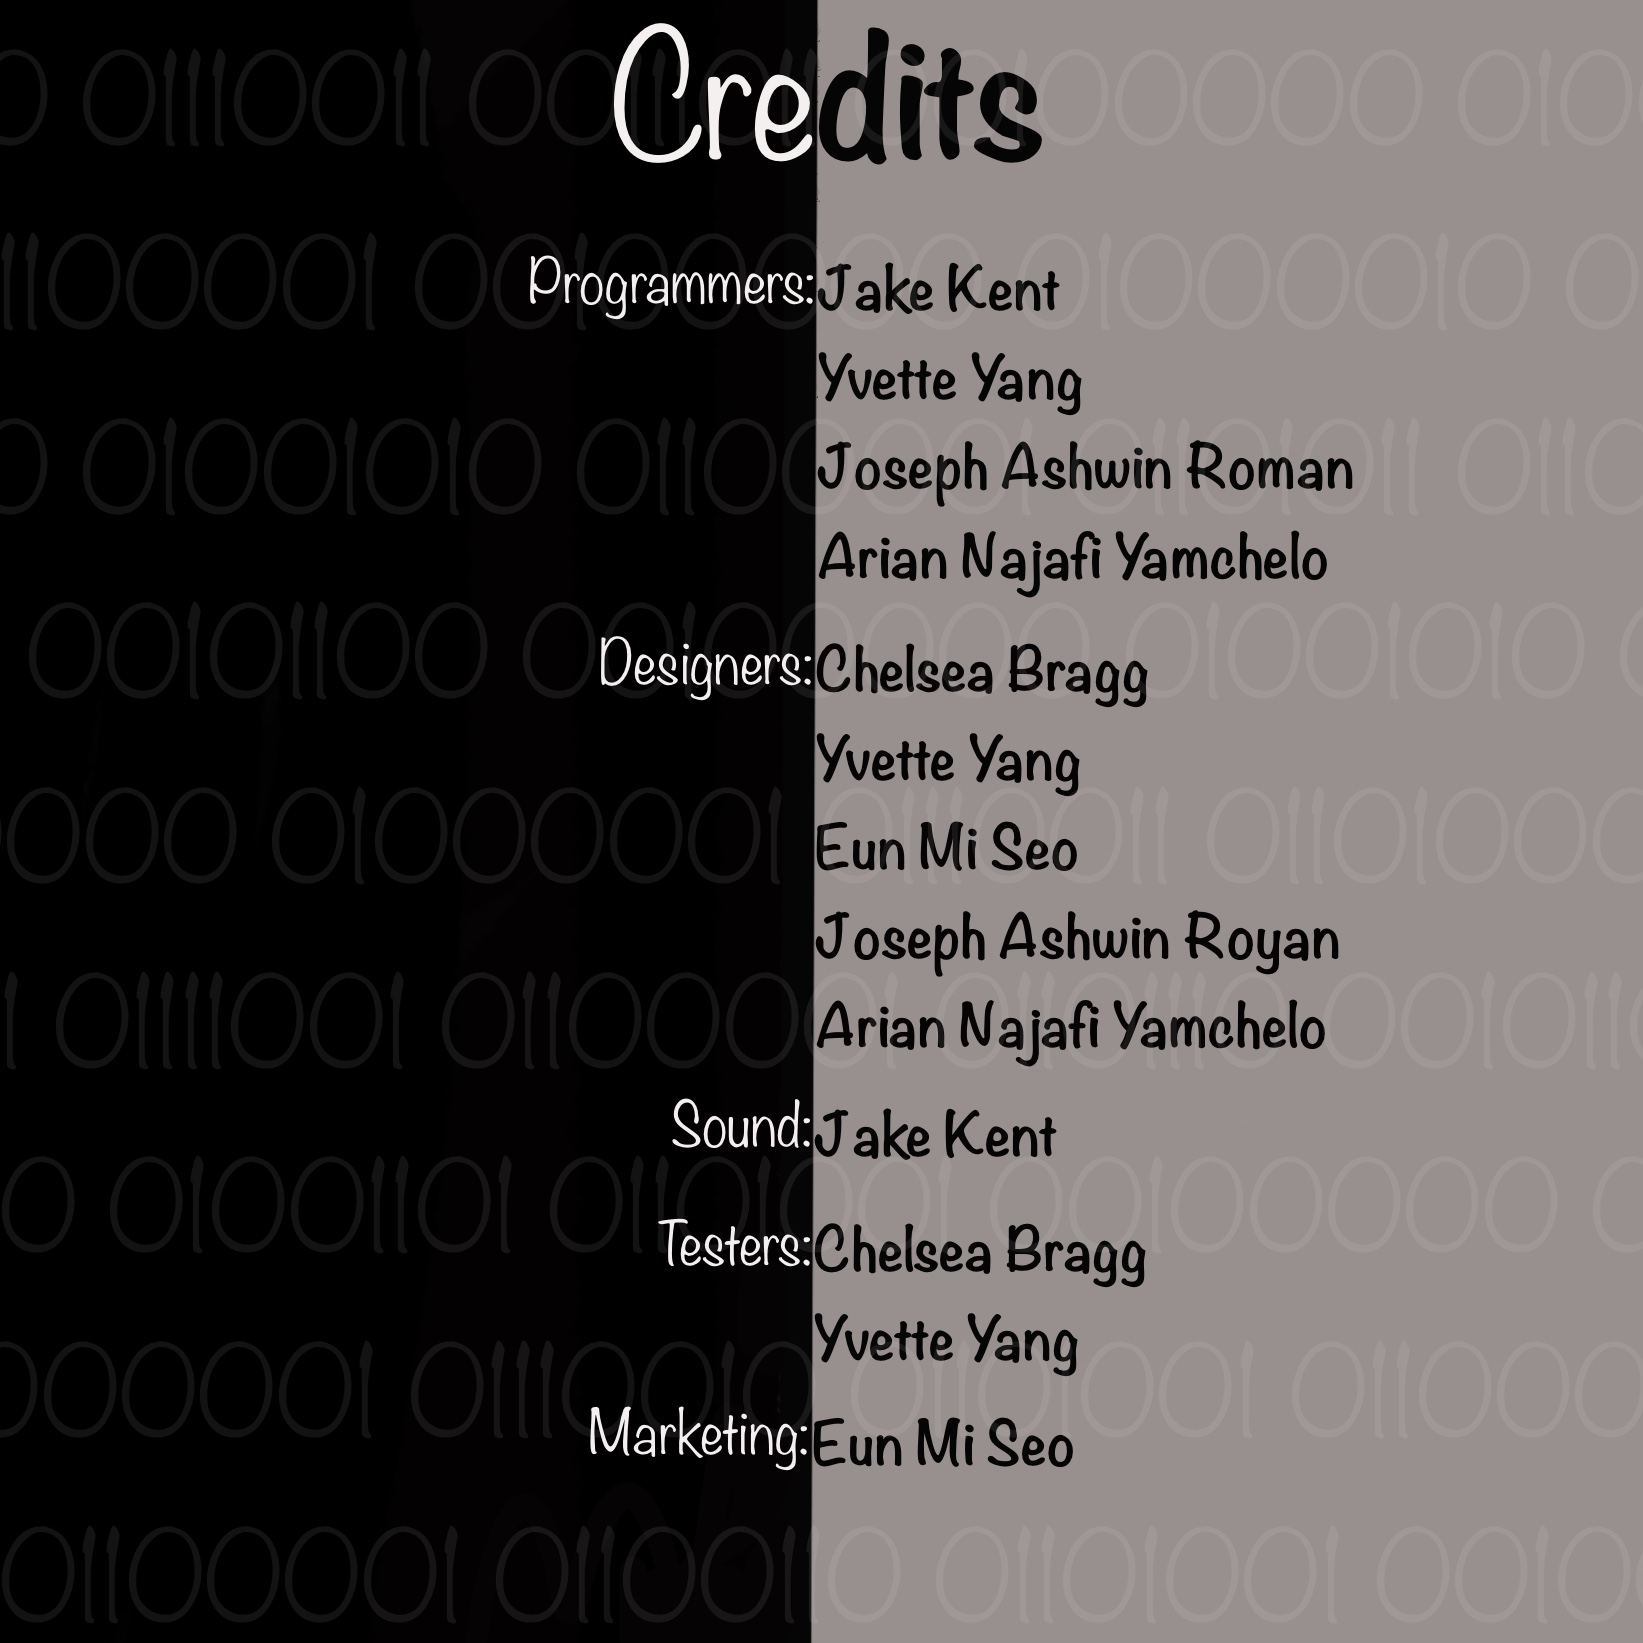 Credits
Programmers: Jake Kent
Yvette Yang
Joseph Ashwin Roman
Arian Najafi Yamchelo
Designers: Chelsea Bragg
Yvette Yang
Eun Mi Seo
Joseph Ashwin Royan
Arian Najafi Yamchelo
Sound: Jake Kent
Testers: Chelsea Bragg
Yvette Yang
Marketing: Eun Mi Seo